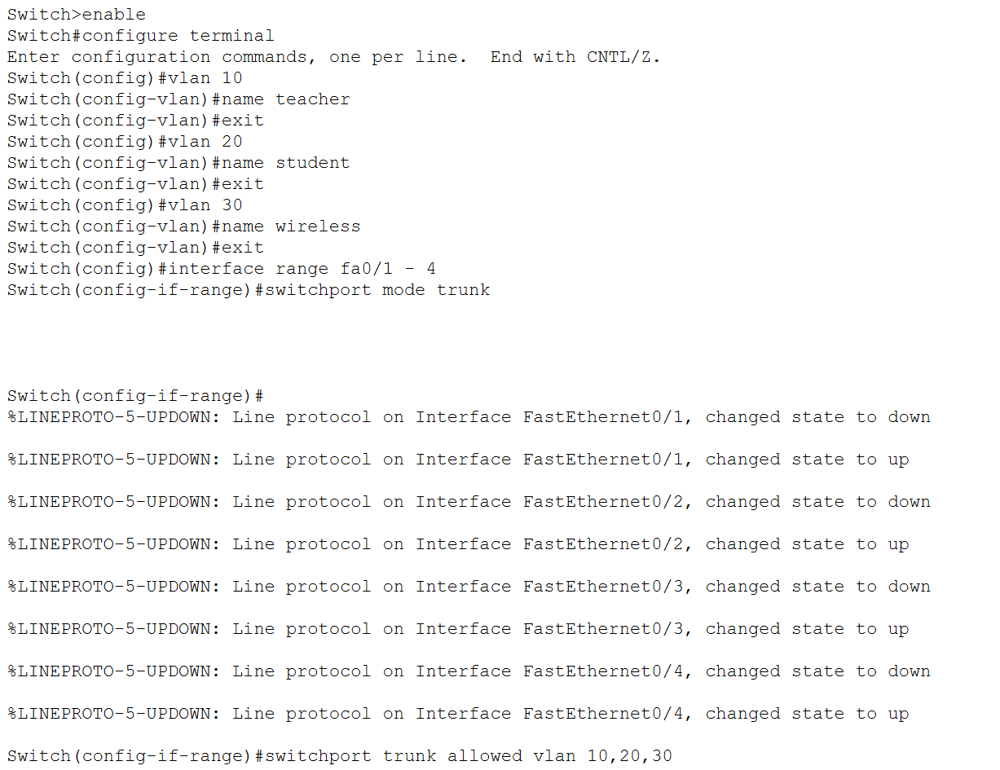 Switch>enable
Switch#configure terminal
Enter configuration commands, one per line.  End with CNTL/Z.
Switch(config)#vlan 10
Switch(config-vlan)#name teacher
Switch(config-vlan)#exit
Switch(config)#vlan 20
Switch(config-vlan)#name student
Switch(config-vlan)#exit
Switch(config)#vlan 30
Switch(config-vlan)#name wireless
Switch(config-vlan)#exit
Switch(config)#interface range fa0/1 - 4
Switch(config-if-range)#switchport mode trunk
Switch(config-if-range)#
%LINEPROTO-5-UPDOWN: Line protocol on Interface FastEthernet0/1, changed state to down
%LINEPROTO-5-UPDOWN: Line protocol on Interface FastEthernet0/1, changed state to up
%LINEPROTO-5-UPDOWN: Line protocol on Interface FastEthernet0/2, changed state to down
%LINEPROTO-5-UPDOWN: Line protocol on Interface FastEthernet0/2, changed state to up
%LINEPROTO-5-UPDOWN: Line protocol on Interface FastEthernet0/3, changed state to down
%LINEPROTO-5-UPDOWN: Line protocol on Interface FastEthernet0/3, changed state to up
%LINEPROTO-5-UPDOWN: Line protocol on Interface FastEthernet0/4, changed state to down
%LINEPROTO-5-UPDOWN: Line protocol on Interface FastEthernet0/4, changed state to up
Switch(config-if-range)#switchport trunk allowed vlan 10,20,30